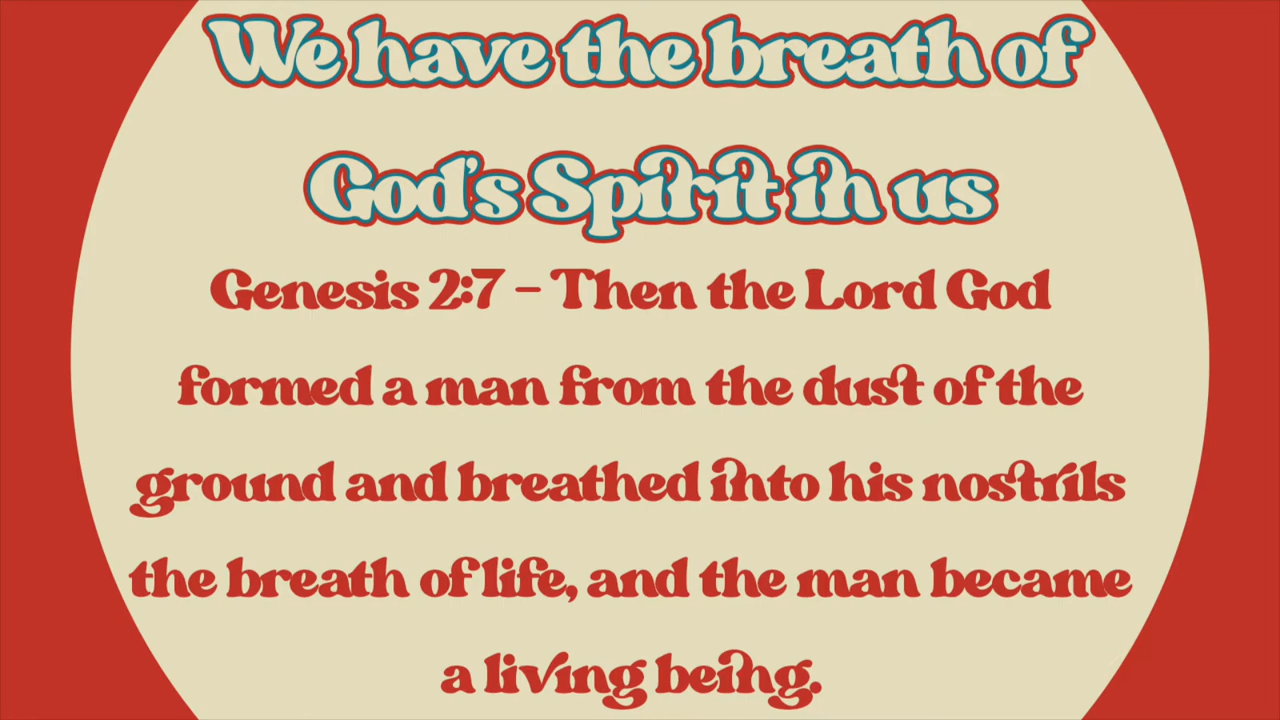 We have the breath of
God's Spirit in us
Genesis 2:7 - Then the Lord God
formed a man from the dust of the
ground and breathed into his nostrils
the breath of life, and the man became
a living being.